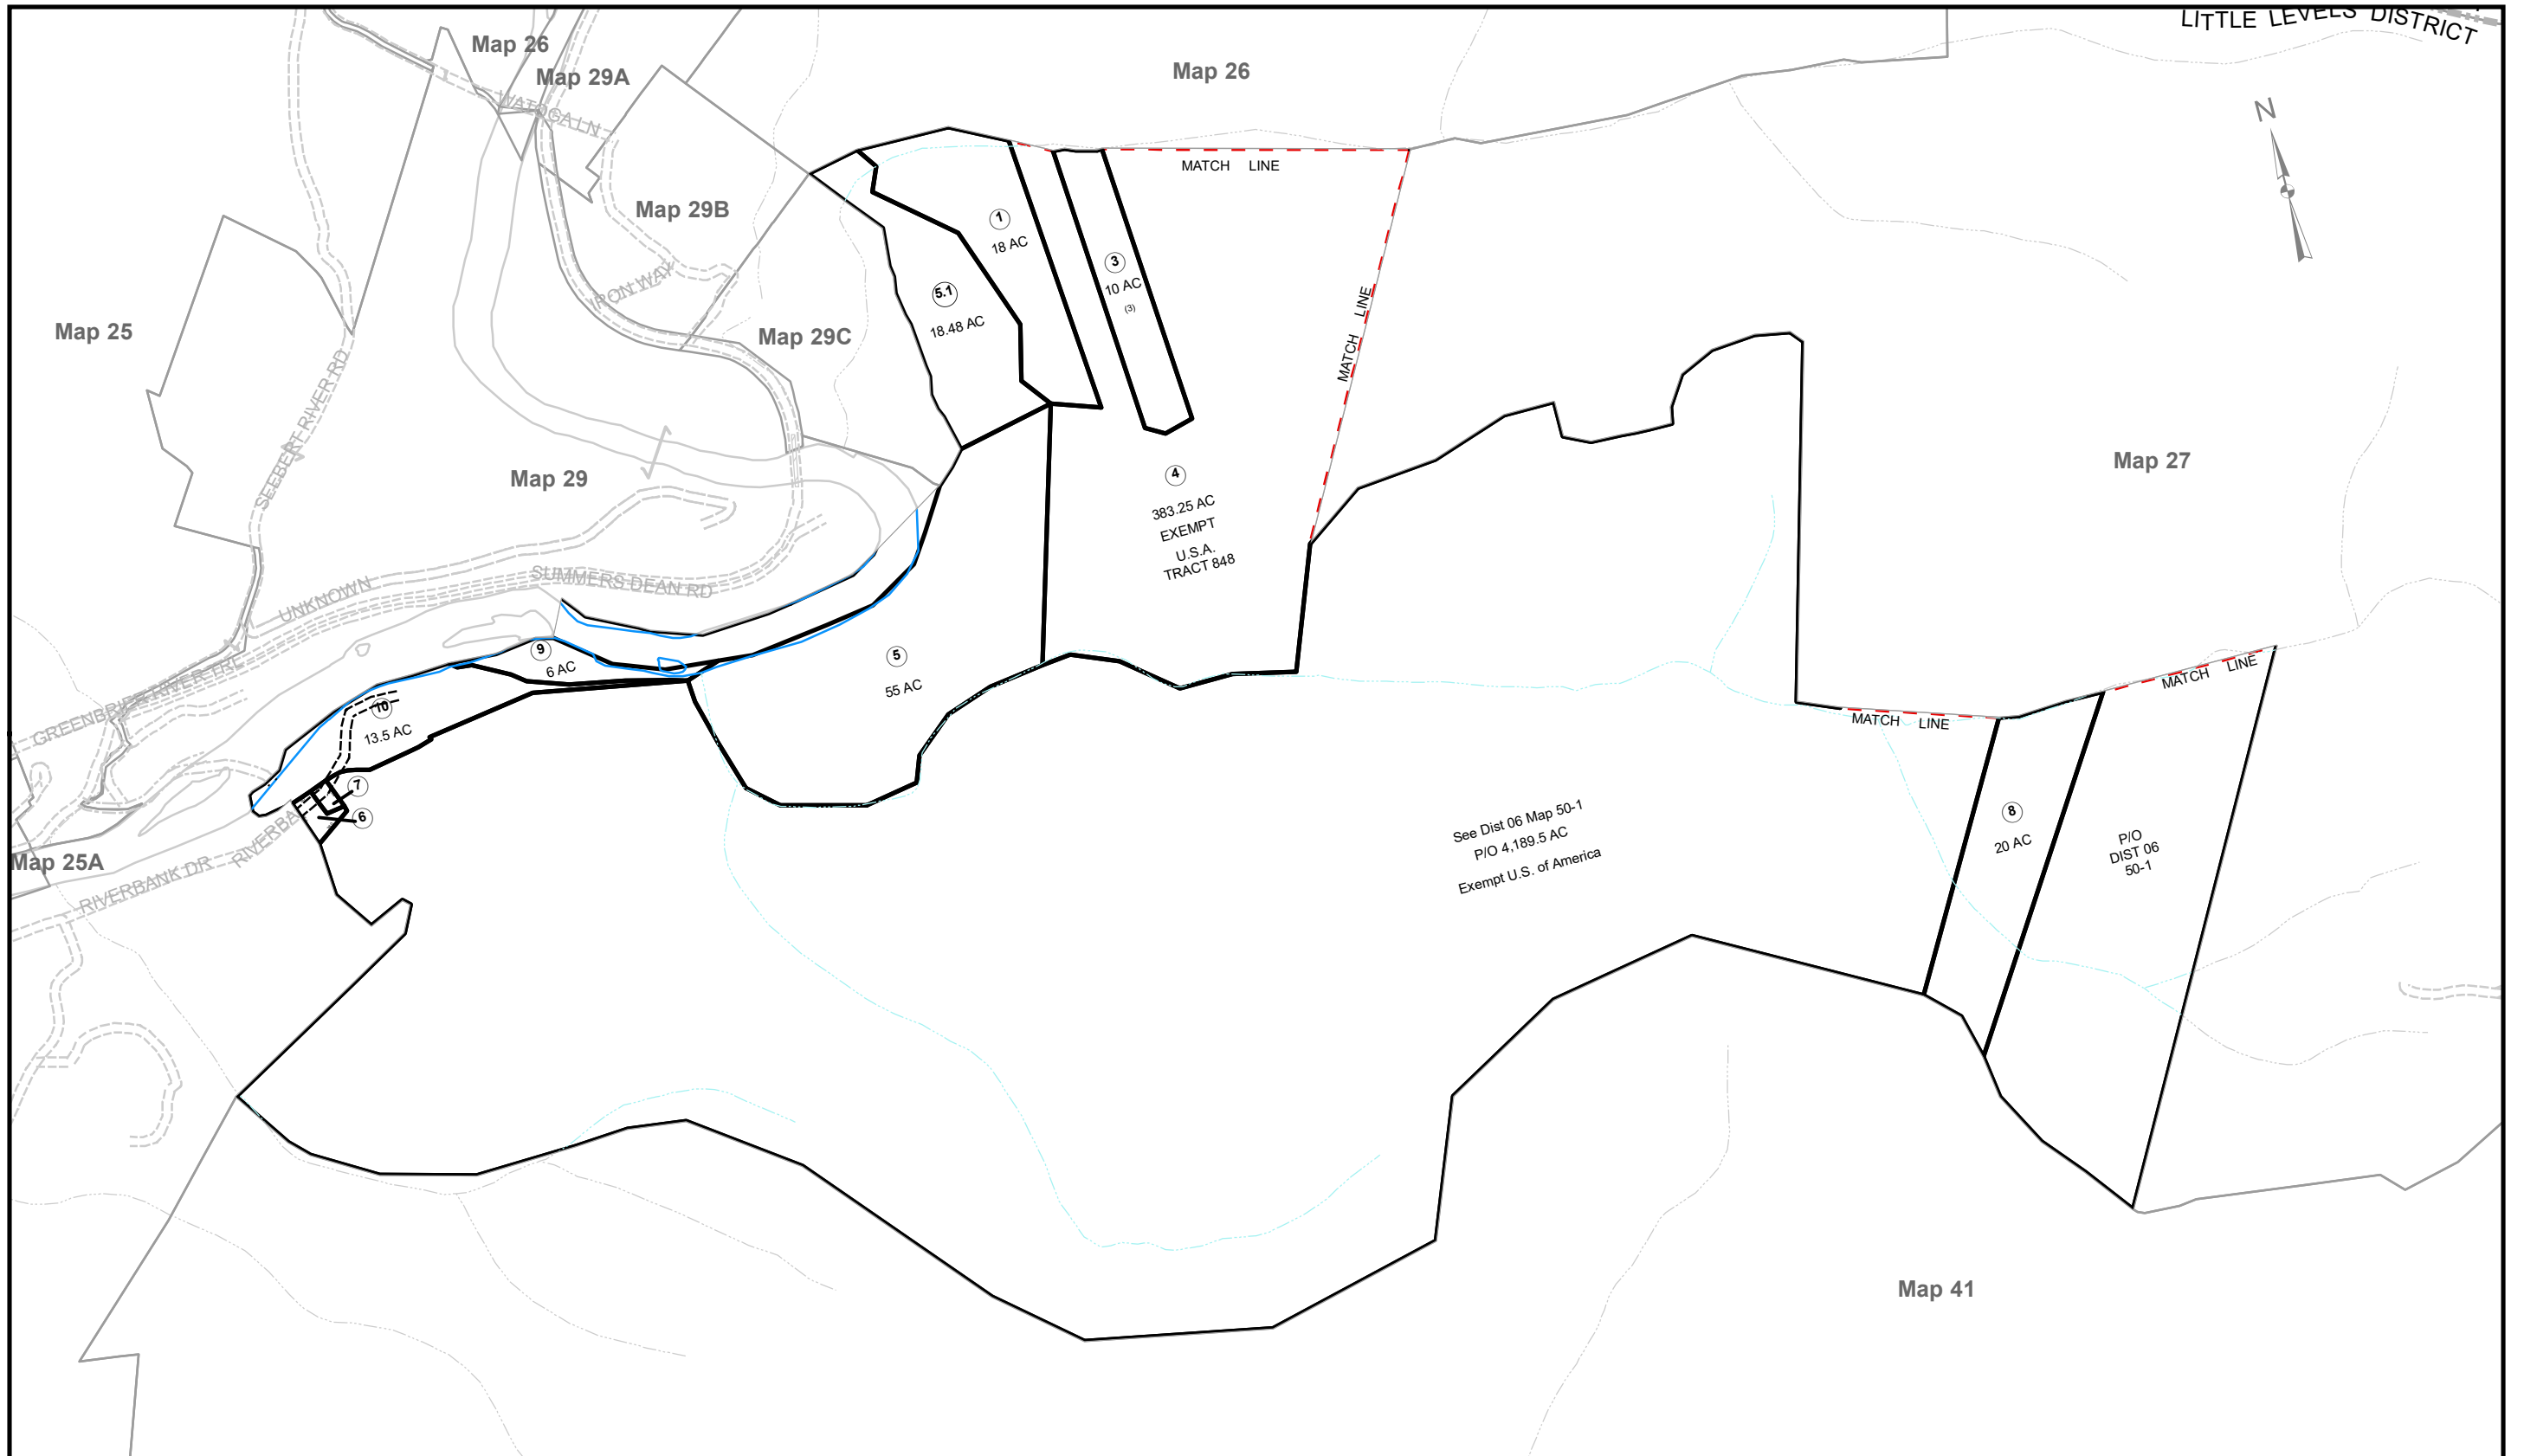 LITTLE LEVELS DISTRICT
Map 26
Map 29A
Map 26
WATOGA LN
N
MATCH LINE
Map 29B
1
18 AC
3
10 AC
(3)
IRON WAY
5.1
18.48 AC
MATCH LINE
Map 25
Map 29C
SEEBERT RIVER RD
Map 29
Map 27
4
383.25 AC
EXEMPT
U.S.A.
TRACT 848
UNKNOWN
SUMMERS DEAN RD
9
6 AC
5
55 AC
MATCH LINE
GREENBRIER RIVER TRL
10
13.5 AC
MATCH LINE
7
6
RIVERBA
See Dist 06 Map 50-1
P/O 4,189.5 AC
Exempt U.S. of America
8
20 AC
P/O
DIST 06
50-1
Map 25A
RIVERBANK DR
Map 41